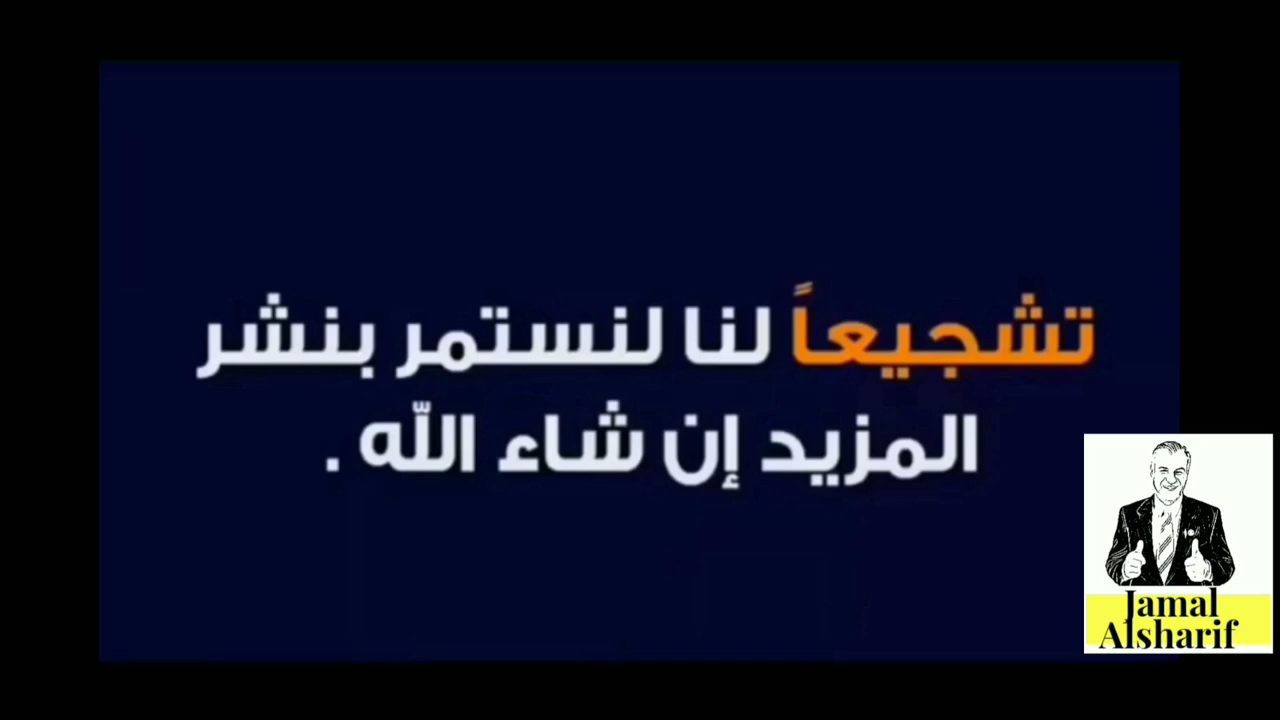 تشجيعاً لنا لنستمر بنشر
المزيد إن شاء الله .
Jamal
Alsharif